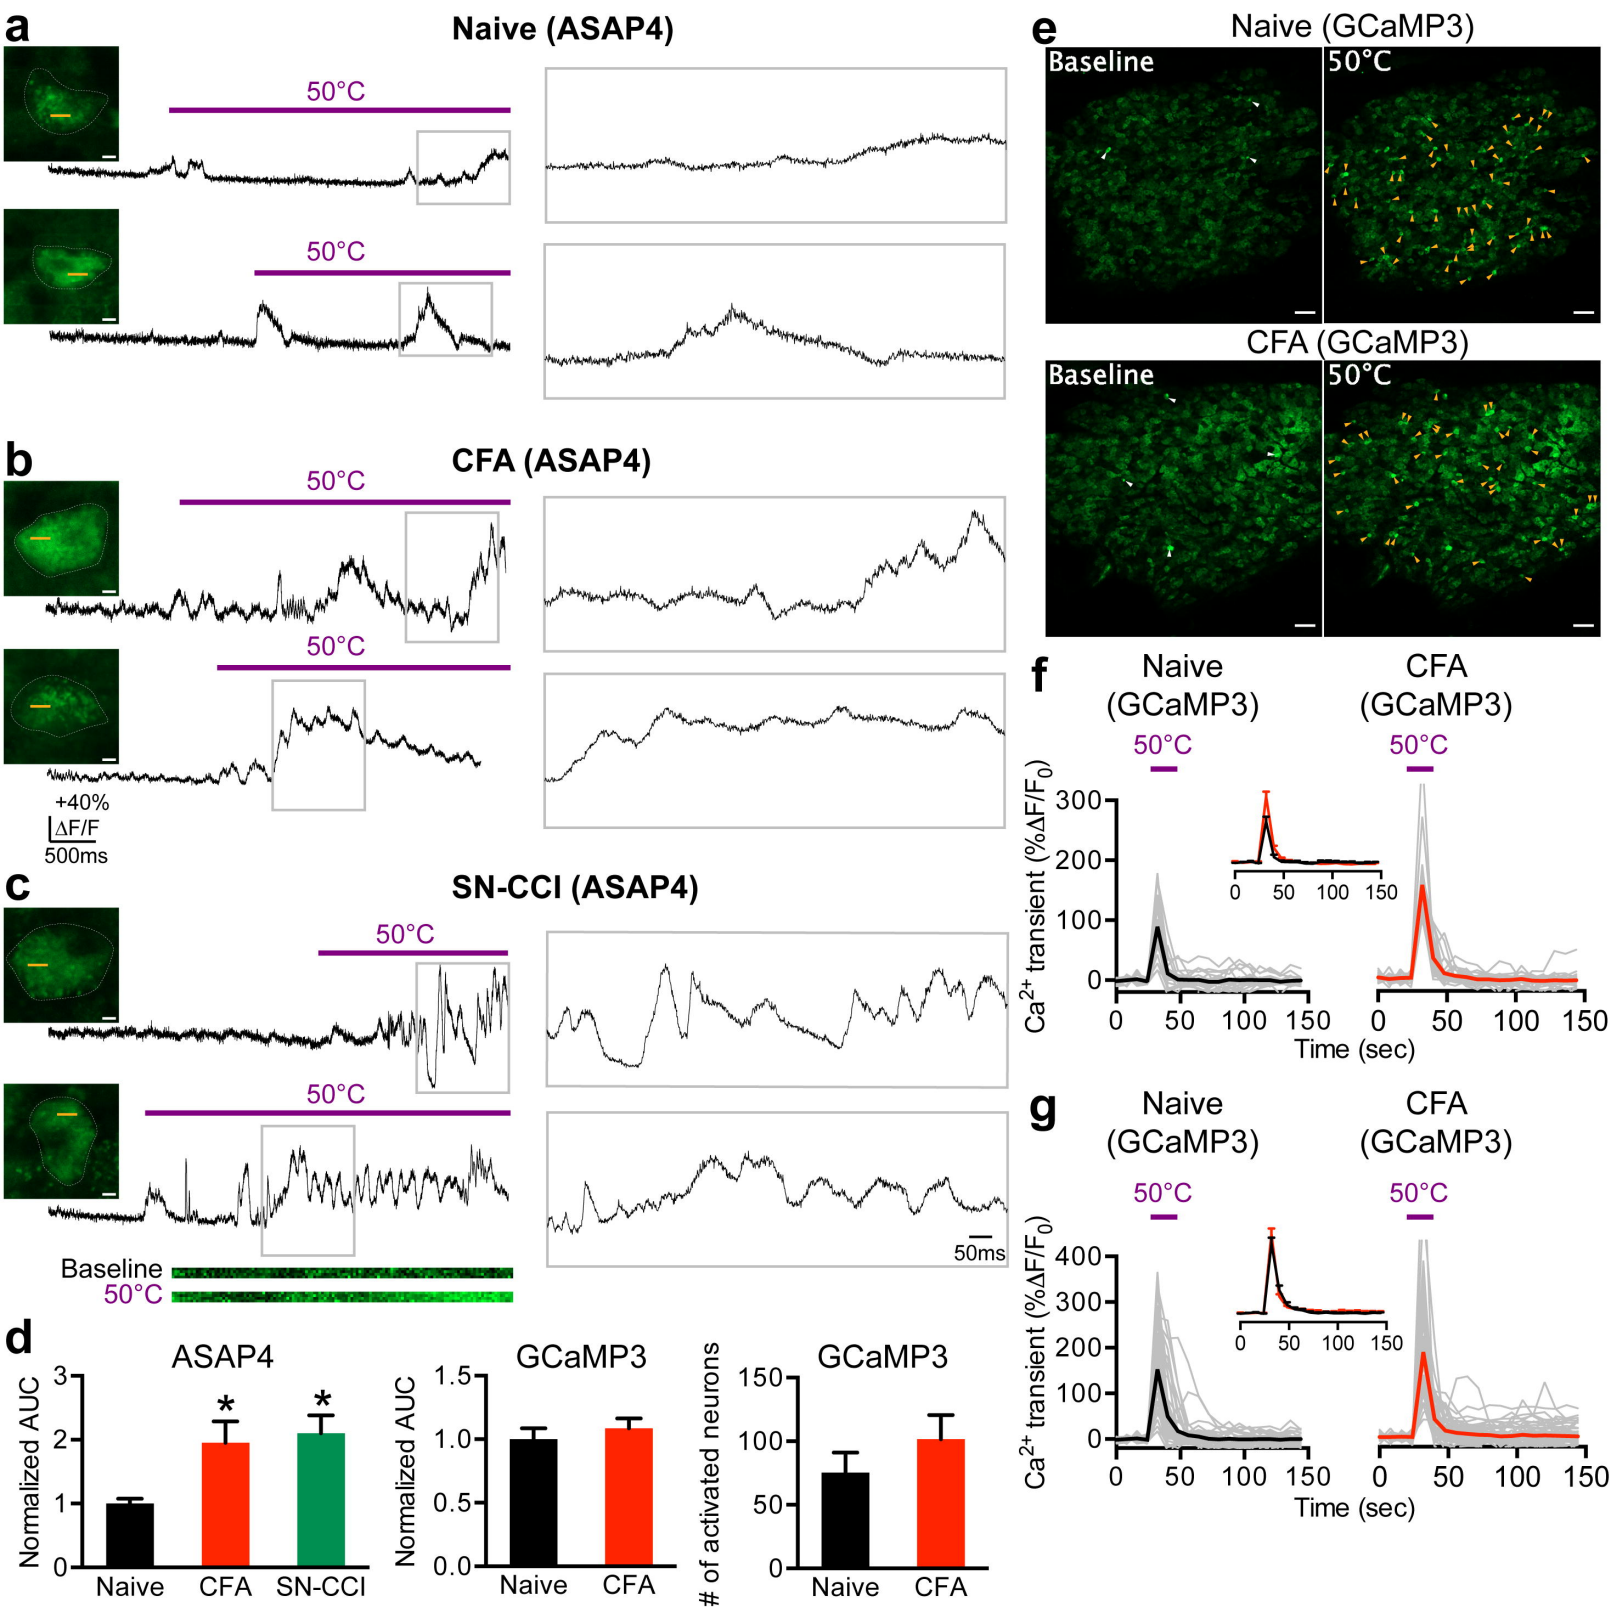 a
Naive (ASAP4)
50°C
50°C
b
CFA (ASAP4)
50°C
50°C
+40%
ΔF/F
500ms
c
SN-CCI (ASAP4)
50°C
50°C
50ms
Baseline
50°C
d
ASAP4
Normalized AUC
3
2
1
0
*
*
Naive CFA SN-CCI
GCaMP3
Normalized AUC
1.5
1.0
0.5
0.0
Naive CFA
GCaMP3
# of activated neurons
150
100
50
0
Naive CFA
e
Naive (GCaMP3)
Baseline
50°C
CFA (GCaMP3)
Baseline
50°C
f
Naive
(GCaMP3)
CFA
(GCaMP3)
50°C
50°C
Ca2+ transient (%ΔF/F0)
300
200
100
0
0 50 100 150
0 50 100 150
0 50 100 150
Time (sec)
g
Naive
(GCaMP3)
CFA
(GCaMP3)
50°C
50°C
Ca2+ transient (%ΔF/F0)
400
300
200
100
0
0 50 100 150
0 50 100 150
0 50 100 150
Time (sec)